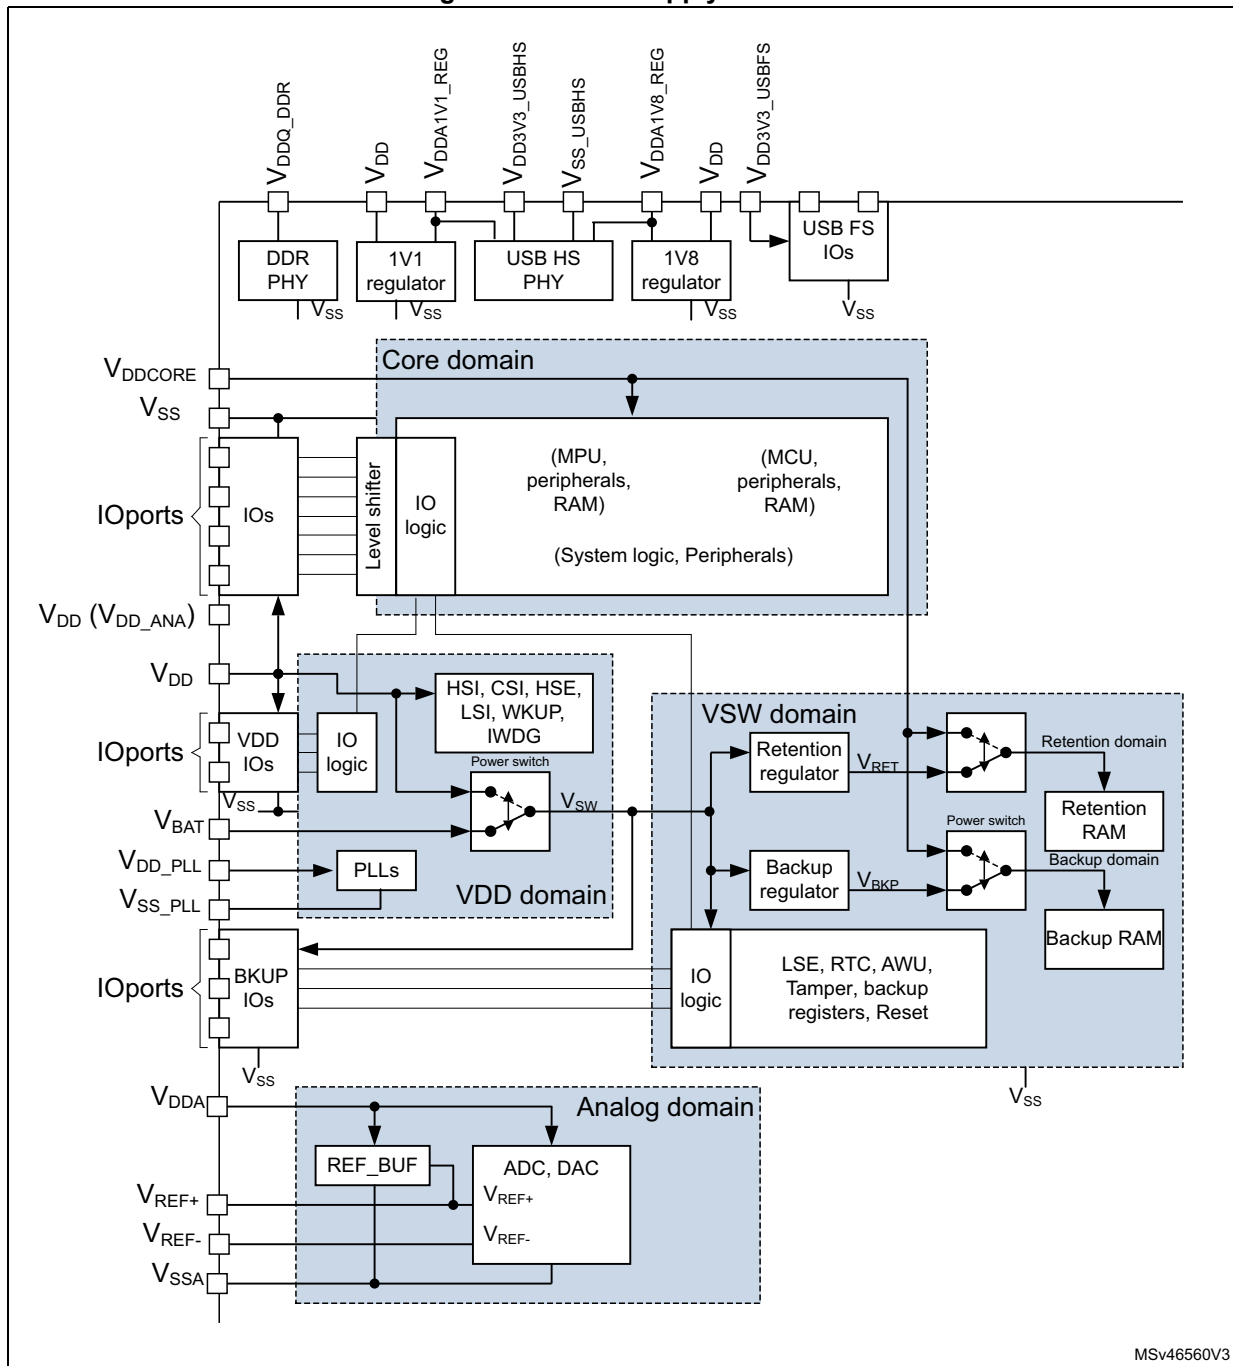 VDDQ_DDR
VDD
VDDA1V1_REG
VDD3V3_USBHS
VSS_USBHS
VDDA1V8_REG
VDD
VDD3V3_USBFS
DDR
PHY
VSS
1V1
regulator
VSS
USB HS
PHY
1V8
regulator
VSS
USB FS
IOs
VSS
VDDCORE
VSS
Core domain
IOports
IOs
Level shifter
IO
logic
(MPU,
peripherals,
RAM)
(MCU,
peripherals,
RAM)
(System logic, Peripherals)
VDD (VDD_ANA)
VDD
IOports
VDD
IOs
IO
logic
VSS
HSI, CSI, HSE,
LSI, WKUP,
IWDG
Power switch
VSW
VBAT
VDD_PLL
VSS_PLL
PLLs
VDD domain
VSW domain
Retention
regulator
VRET
Retention domain
Retention
RAM
Power switch
Backup
regulator
VBKP
Backup domain
Backup RAM
IOports
BKUP
IOs
VSS
IO
logic
LSE, RTC, AWU,
Tamper, backup
registers, Reset
VSS
VDDA
Analog domain
REF_BUF
ADC, DAC
VREF+
VREF-
VREF+
VREF-
VSSA
MSv46560V3